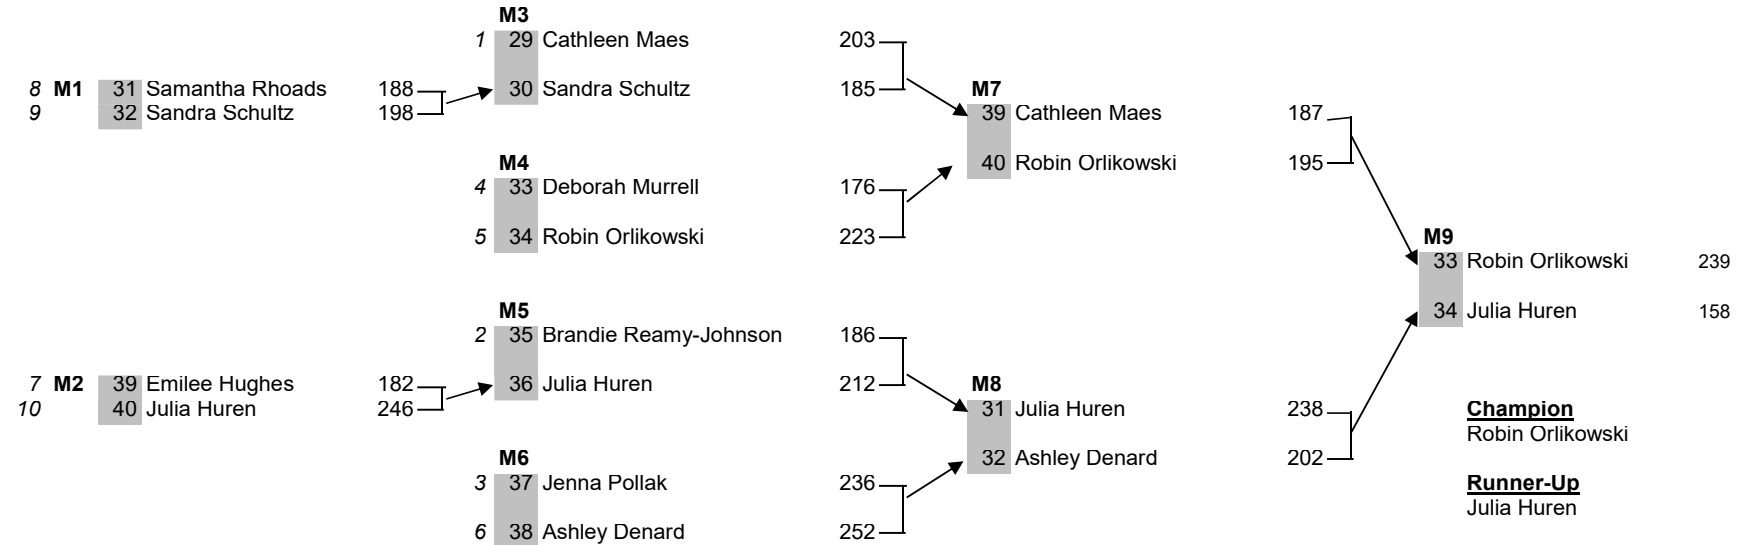 M3
1 29 Cathleen Maes 203
8 M1 31 Samantha Rhoads 188 30 Sandra Schultz 185 M7
9 32 Sandra Schultz 198 39 Cathleen Maes 187
M4 40 Robin Orlikowski 195
4 33 Deborah Murrell 176
5 34 Robin Orlikowski 223 M9
33 Robin Orlikowski 239
M5 34 Julia Huren 158
2 35 Brandie Reamy-Johnson 186
7 M2 39 Emilee Hughes 182 36 Julia Huren 212 M8
10 40 Julia Huren 246 31 Julia Huren 238 Champion
Robin Orlikowski
M6 32 Ashley Denard 202
3 37 Jenna Pollak 236 Runner-Up
Julia Huren
6 38 Ashley Denard 252